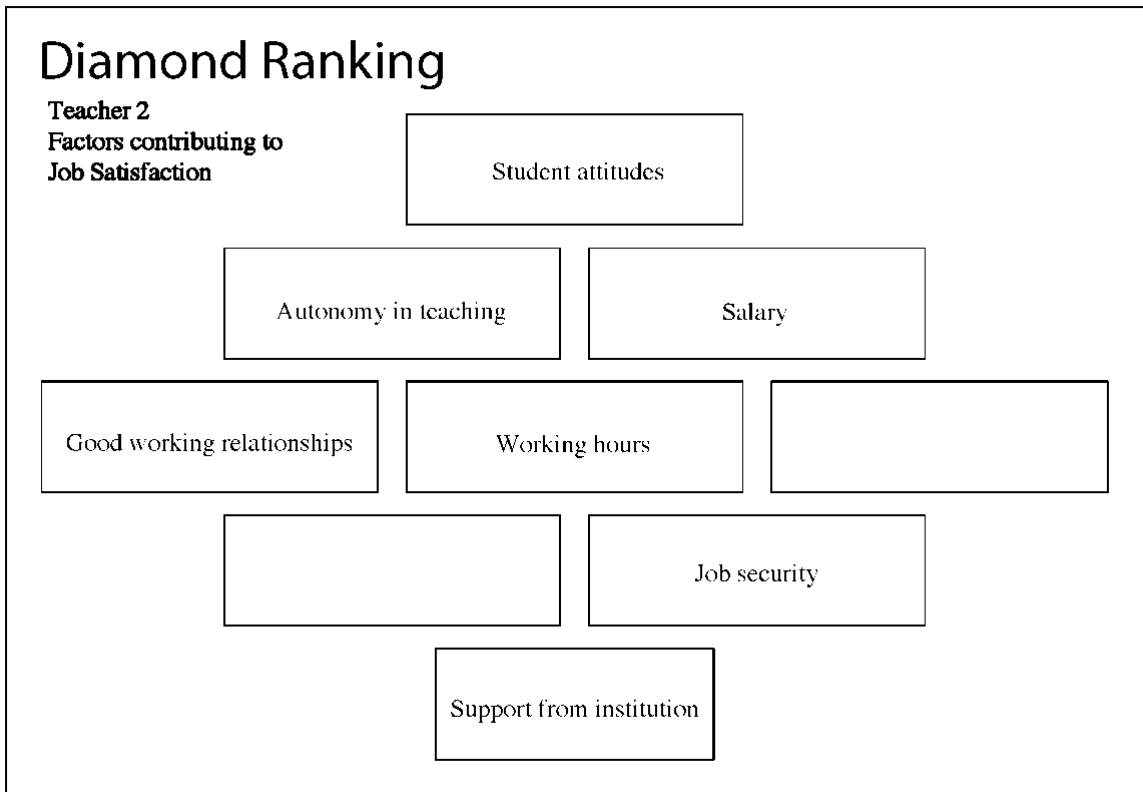 Diamond Ranking
Teacher 2
Factors contributing to
Job Satisfaction
Student attitudes
Autonomy in teaching
Salary
Good working relationships
Working hours
Job security
Support from institution